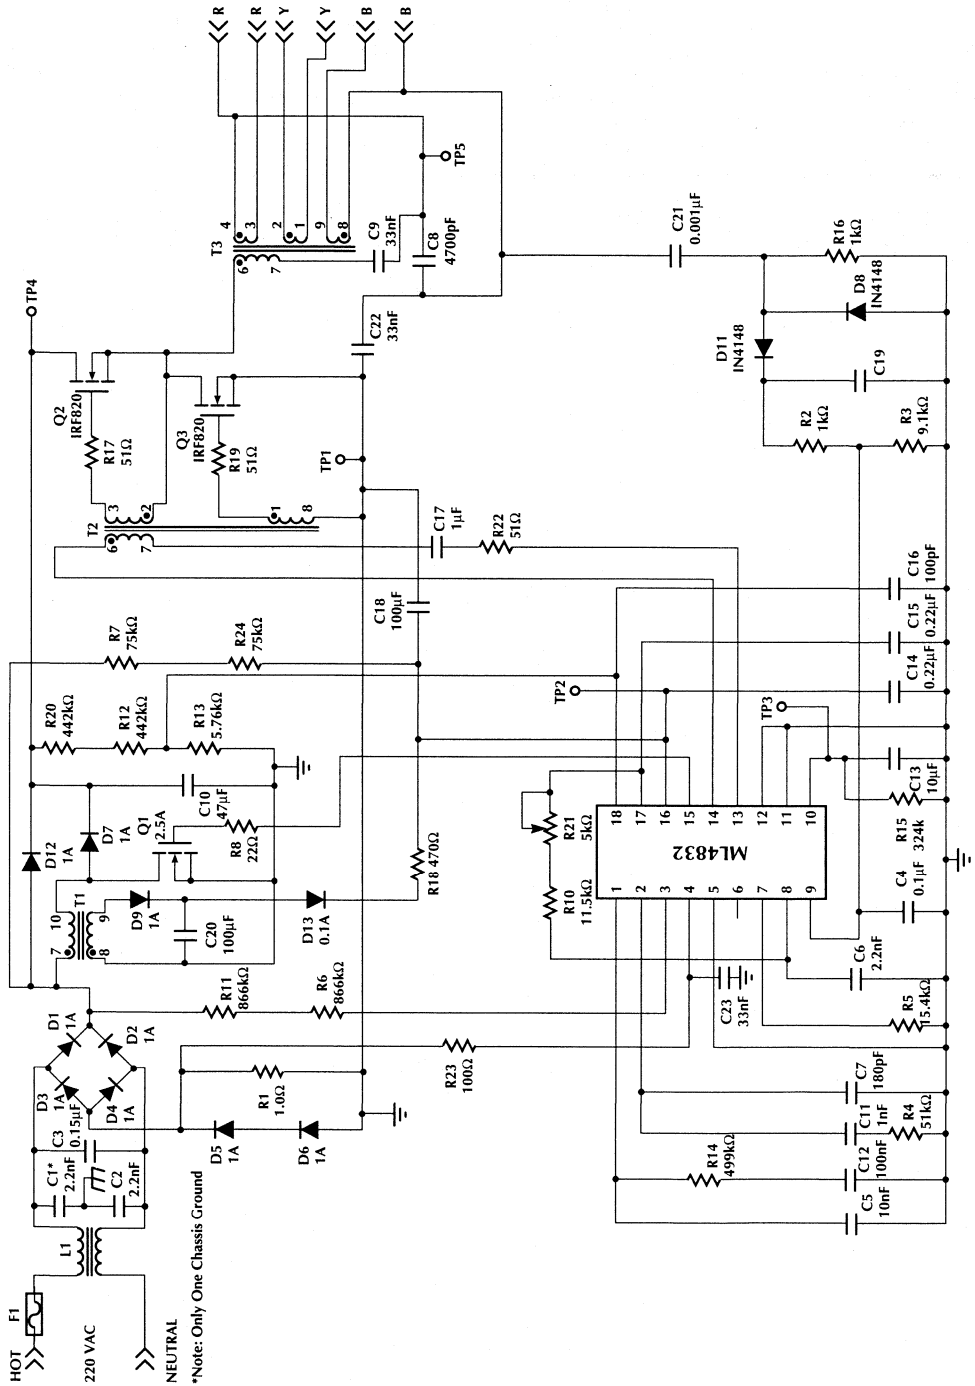 HOT
F1
220 VAC
NEUTRAL
*Note: Only One Chassis Ground
L1
C1*
2.2nF
C2
2.2nF
C3
0.15µF
D3
1A
D4
1A
D1
1A
D2
1A
D5
1A
D6
1A
R1
1.0Ω
R23
100Ω
R11
866kΩ
R6
866kΩ
T1
7
10
8
9
D12
1A
D7
1A
D9
1A
C20
100µF
D13
0.1A
Q1
2.5A
R8
22Ω
C10
47µF
R20
442kΩ
R12
442kΩ
R13
5.76kΩ
R7
75kΩ
R24
75kΩ
R18 470Ω
C18
100µF
T2
6
7
3
2
1
8
C17
1µF
R22
51Ω
R17
51Ω
Q2
IRF820
Q3
IRF820
R19
51Ω
TP1
TP4
C22
33nF
T3
6
7
4
3
2
1
9
8
C9
33nF
C8
4700pF
TP5
R
R
Y
Y
B
B
C21
0.001µF
R16
1kΩ
D8
IN4148
D11
IN4148
C19
R2
1kΩ
R3
9.1kΩ
C16
100pF
C15
0.22µF
C14
0.22µF
TP2
TP3
C13
10µF
R15
324k
C4
0.1µF
C6
2.2nF
R5
15.4kΩ
R21
5kΩ
R10
11.5kΩ
ML4832
1
2
3
4
5
6
7
8
9
18
17
16
15
14
13
12
11
10
C23
33nF
C7
180pF
C11
1nF
R4
51kΩ
R14
499kΩ
C12
100nF
C5
10nF